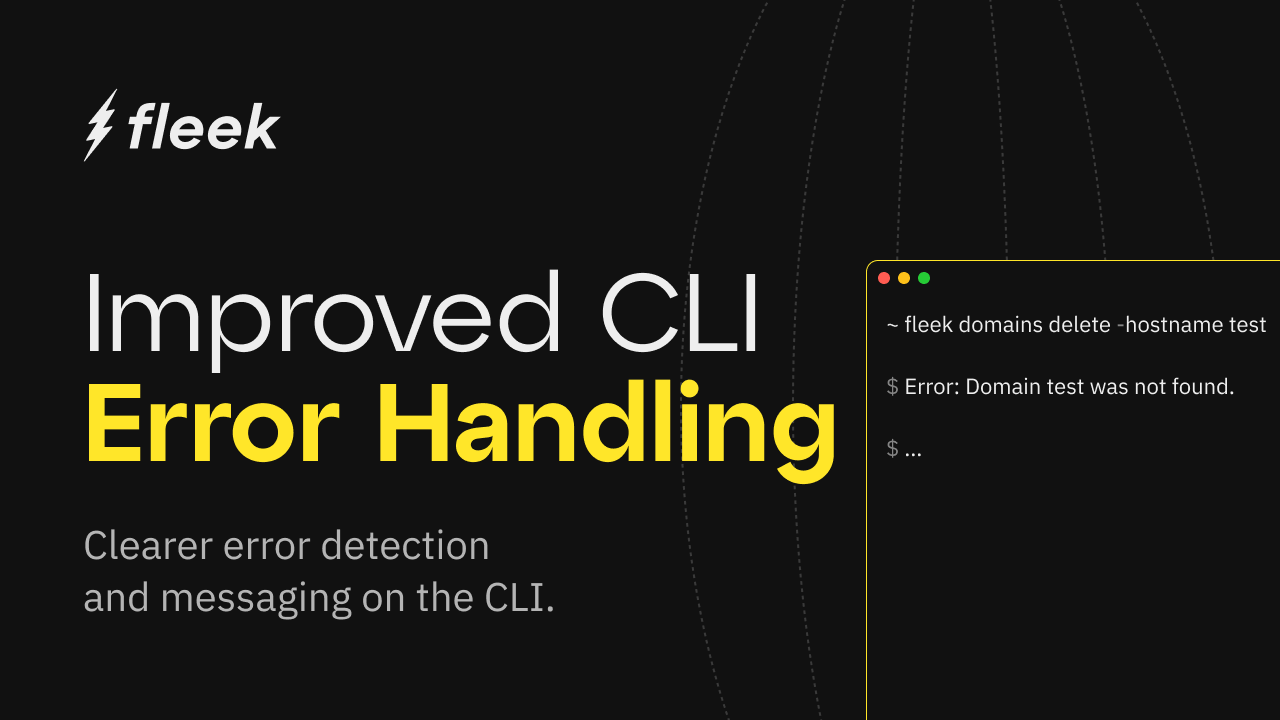 fleek
Improved CLI
Error Handling
Clearer error detection
and messaging on the CLI.
~ fleek domains delete -hostname test
$ Error: Domain test was not found.
$ ...